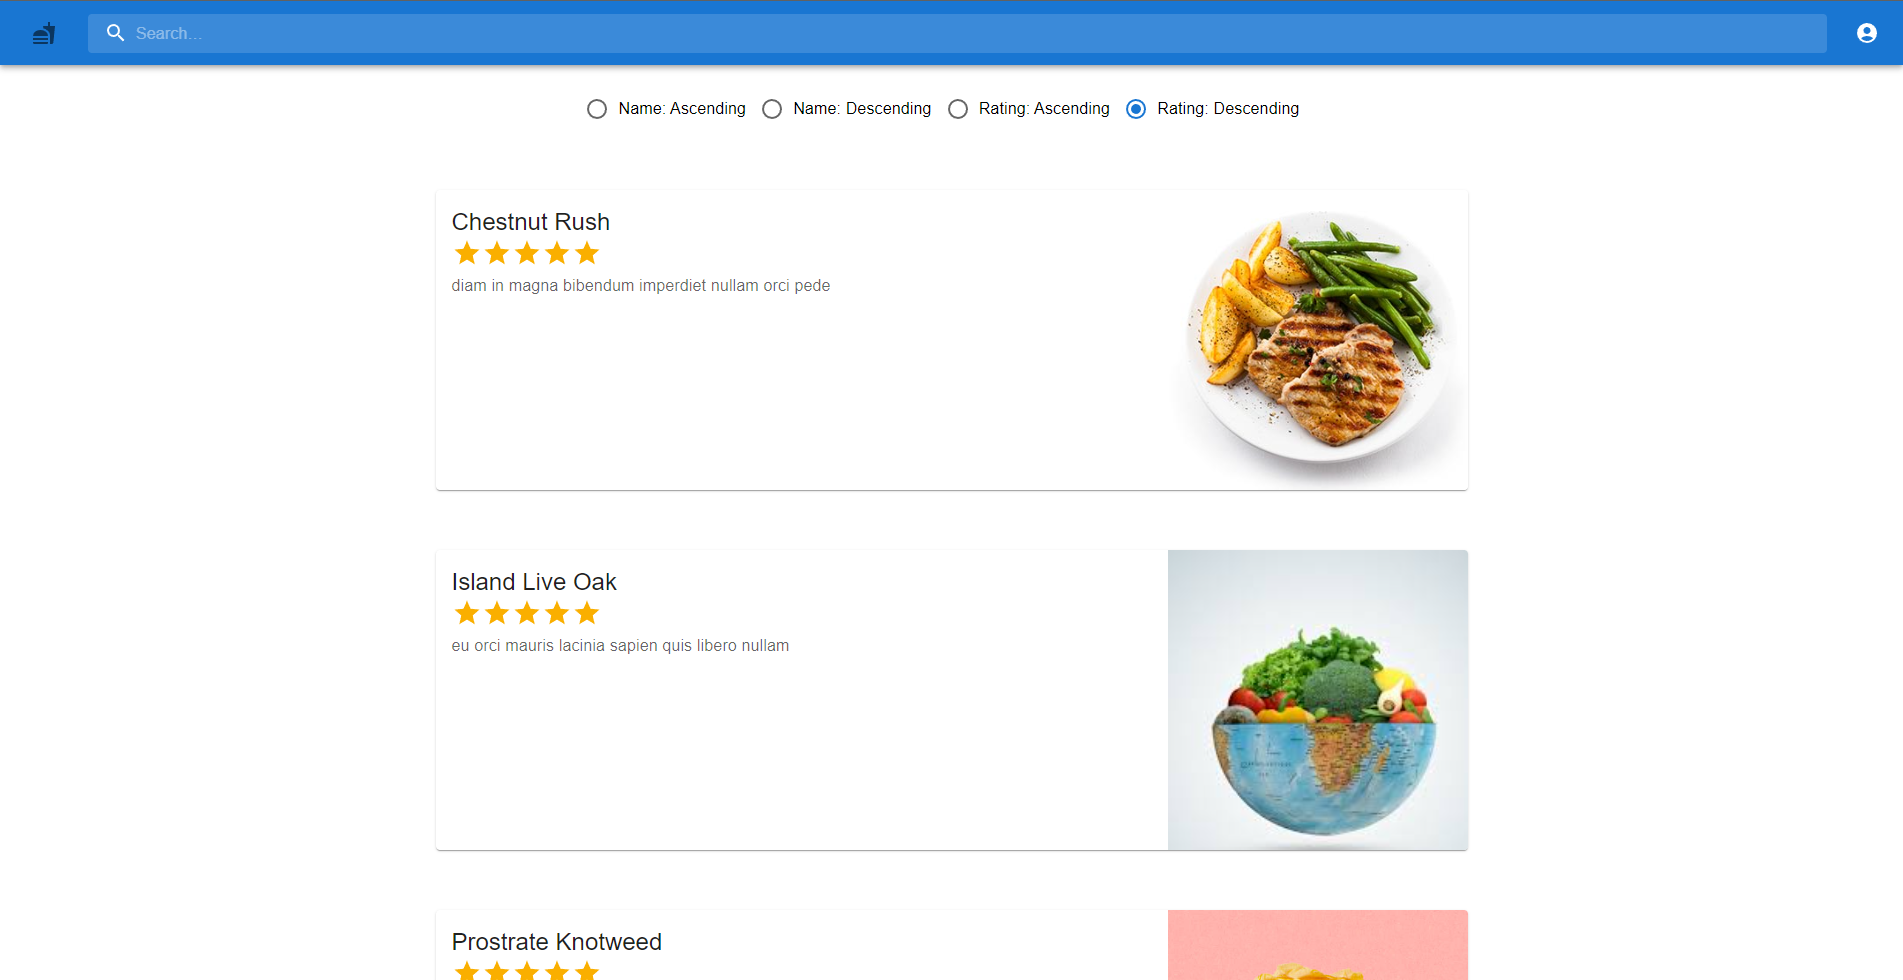 Search...
Name: Ascending Name: Descending Rating: Ascending Rating: Descending
Chestnut Rush
diam in magna bibendum imperdiet nullam orci pede
Island Live Oak
eu orci mauris lacinia sapien quis libero nullam
Prostrate Knotweed